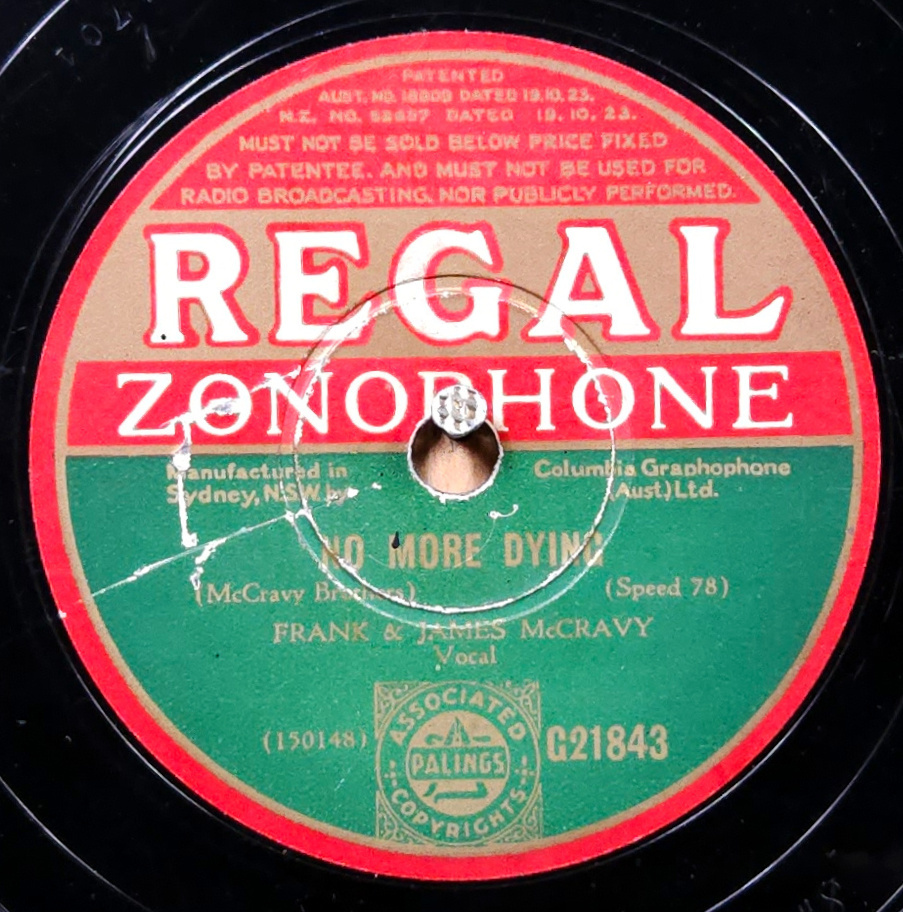 PATENTED
AUST. NO. 18800 DATED 19.10.23.
N.Z. NO. DATED 19.10.23.
MUST NOT BE SOLD BELOW PRICE FIXED
BY PATENTEE. AND MUST NOT BE USED FOR
RADIO BROADCASTING, NOR PUBLICLY PERFORMED.
REGAL
ZONOPHONE
Manufactured in Columbia Graphophone
Sydney, N.S.W. by (Aust.) Ltd.
NO MORE DYING
(McCravy Brothers) (Speed 78)
FRANK & JAMES McCRAVY
Vocal
ASSOCIATED
(150148) PALINGS G21843
COPYRIGHTS